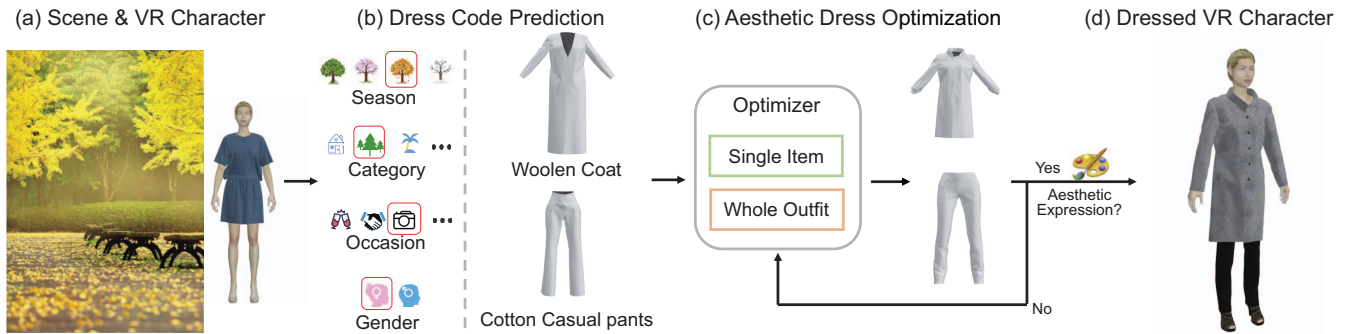 (a) Scene & VR Character
(b) Dress Code Prediction
(c) Aesthetic Dress Optimization
(d) Dressed VR Character
Season
Category
Occasion
Gender
Woolen Coat
Cotton Casual pants
Optimizer
Single Item
Whole Outfit
Yes
Aesthetic
Expression?
No